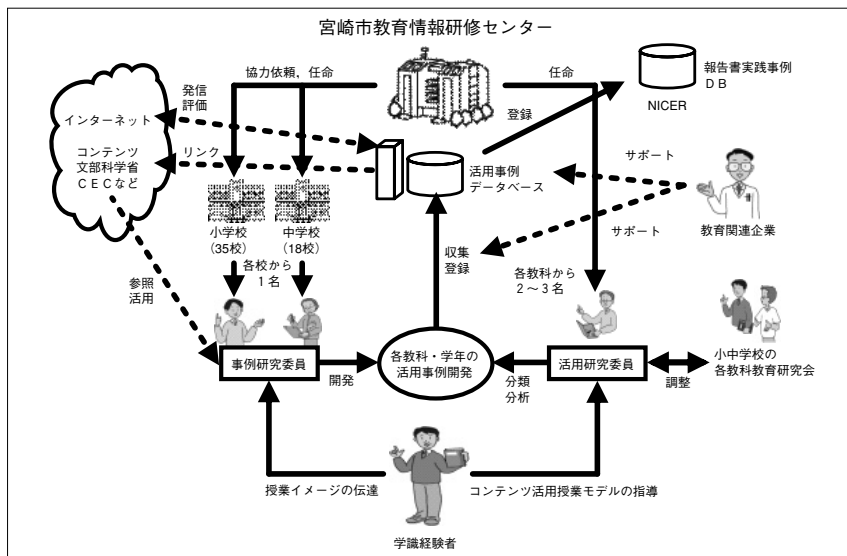 宮崎市教育情報研修センター
協力依頼、任命
任命
報告書実践事例
ＤＢ
NICER
発信
評価
登録
インターネット
コンテンツ
文部科学省
ＣＥＣなど
リンク
活用事例
データベース
サポート
教育関連企業
サポート
小学校
(35校)
中学校
(18校)
各校から
１名
収集
登録
各教科から
２～３名
参照
活用
事例研究委員
開発
各教科・学年の
活用事例開発
分類
分析
活用研究委員
調整
小中学校の
各教科教育研究会
授業イメージの伝達
コンテンツ活用授業モデルの指導
学識経験者